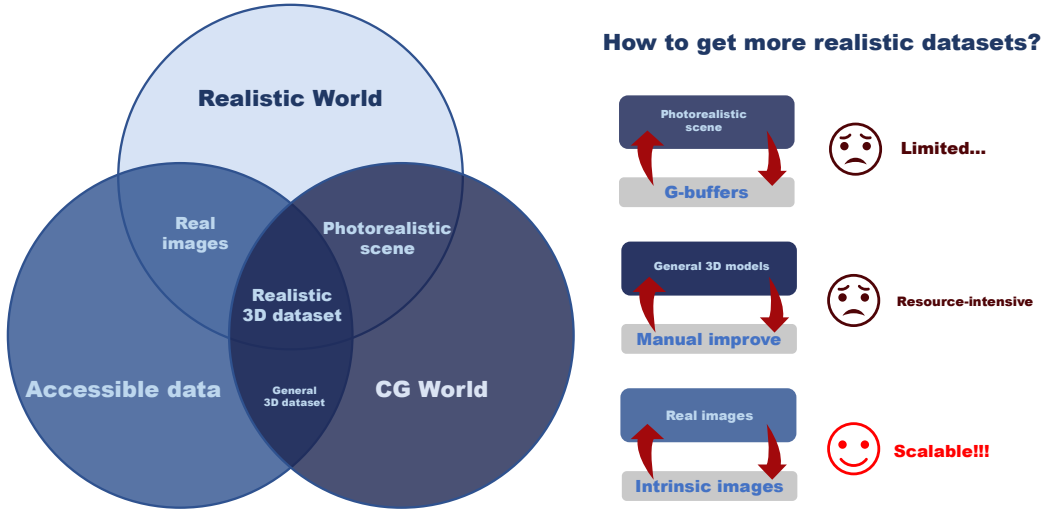 Realistic World
Real
images
Photorealistic
scene
Realistic
3D dataset
Accessible data
General
3D dataset
CG World
How to get more realistic datasets?
Photorealistic
scene
G-buffers
Limited...
General 3D models
Manual improve
Resource-intensive
Real images
Intrinsic images
Scalable!!!